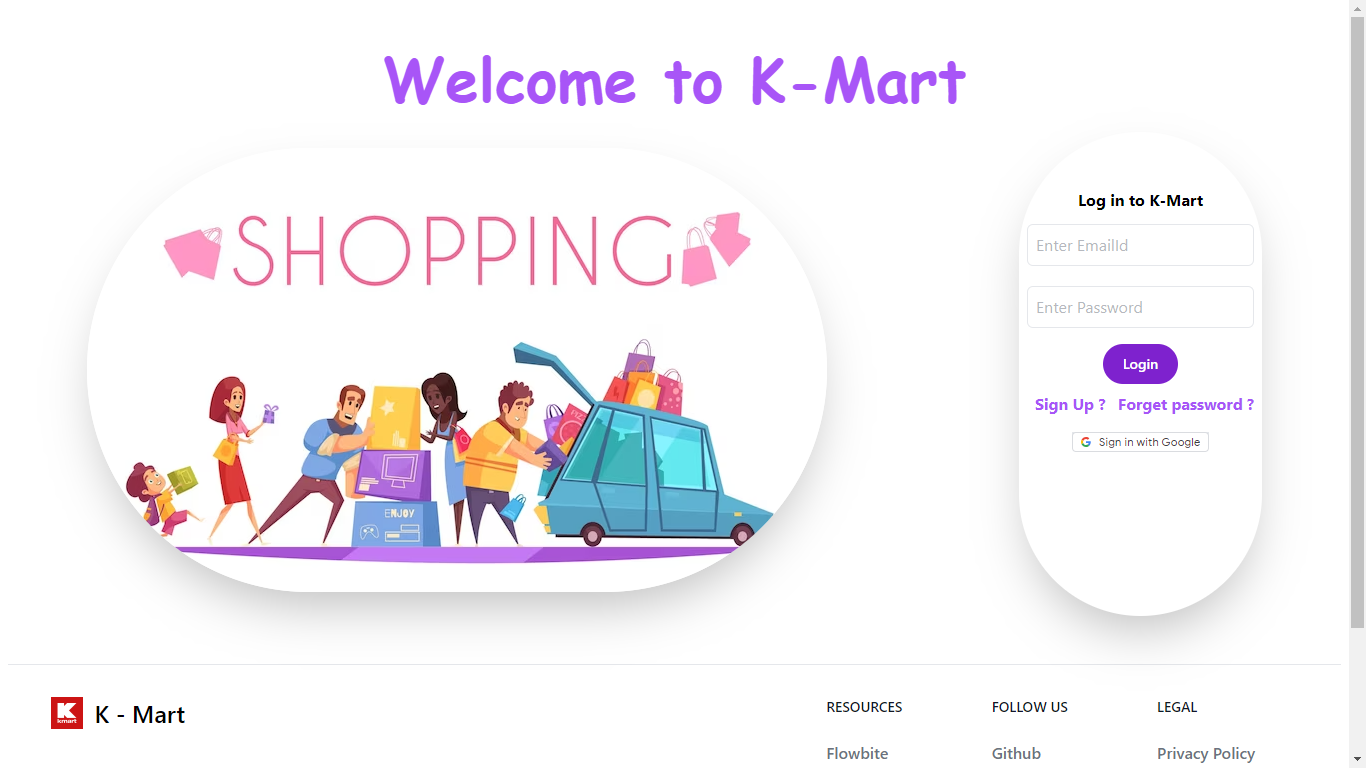 Welcome to K-Mart
SHOPPING
ENJOY
Log in to K-Mart
Enter EmailId
Enter Password
Login
Sign Up ? Forget password ?
Sign in with Google
kmart
K - Mart
RESOURCES
FOLLOW US
LEGAL
Flowbite
Github
Privacy Policy